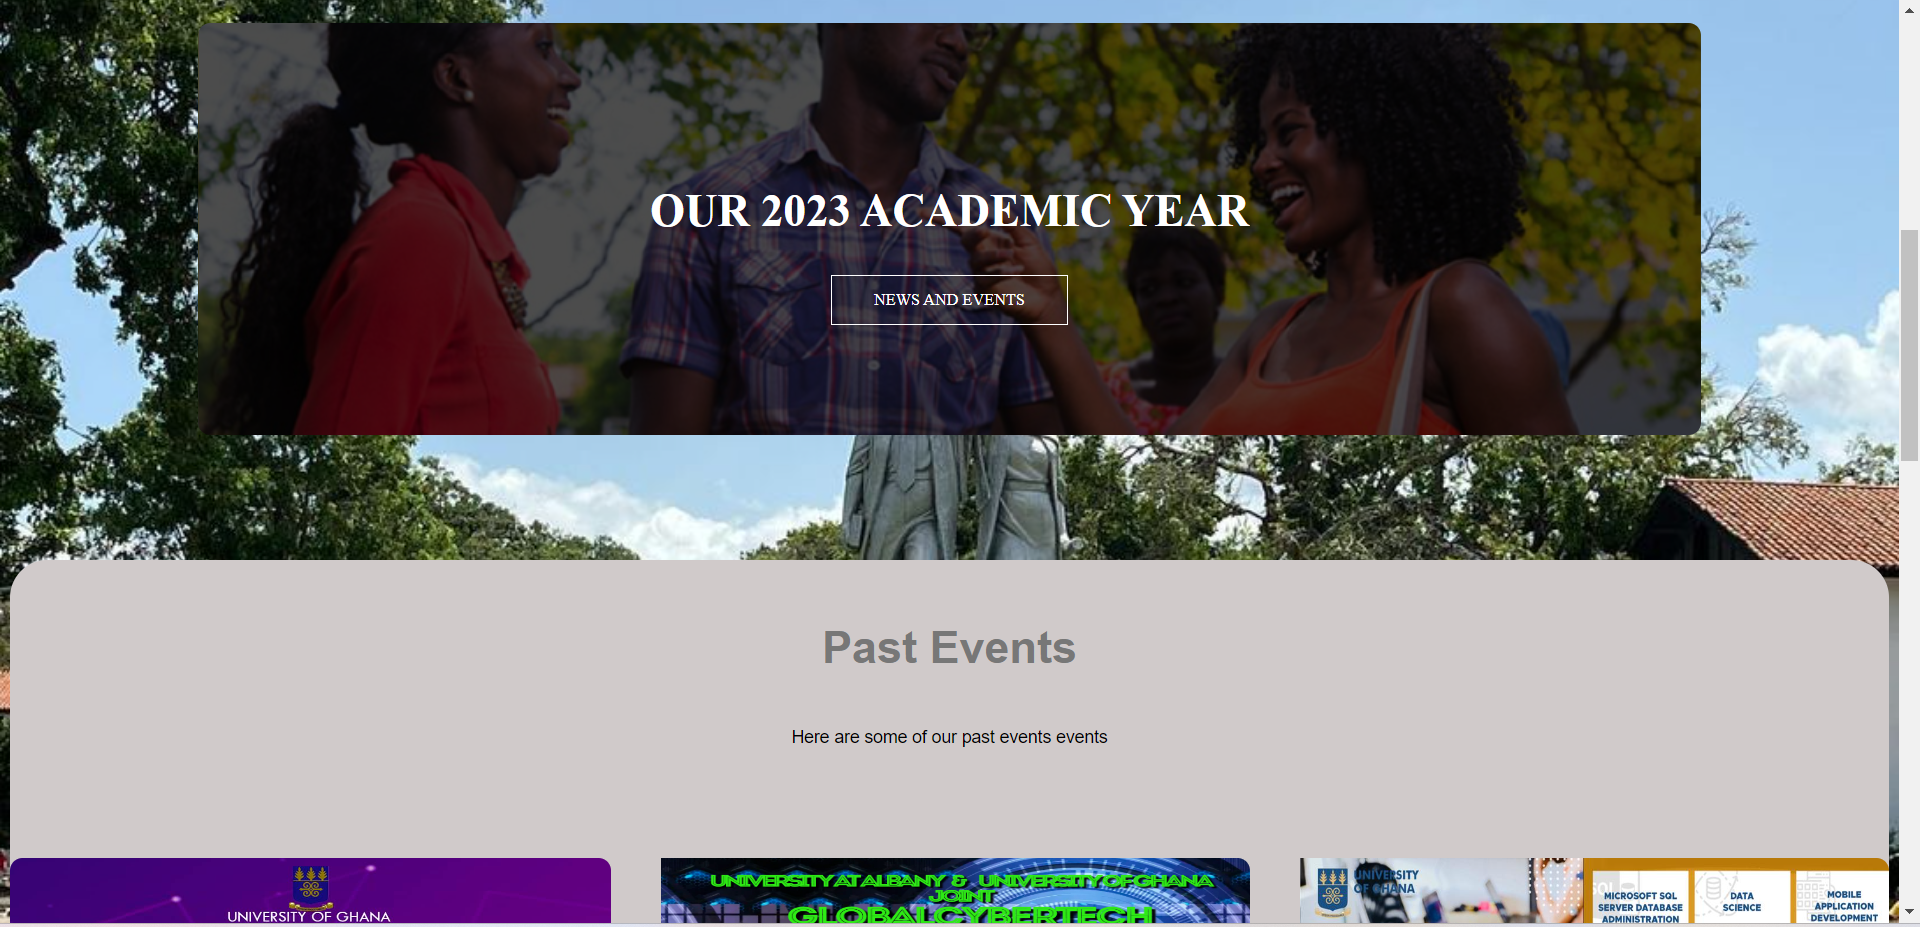 OUR 2023 ACADEMIC YEAR
NEWS AND EVENTS
Past Events
Here are some of our past events events
UNIVERSITY OF GHANA
UNIVERSITY AT ALBANY & UNIVERSITY OF GHANA
JOINT
GLOBAL CYBERTECH
UNIVERSITY
OF GHANA
MICROSOFT SQL
SERVER DATABASE
ADMINISTRATION
DATA
SCIENCE
MOBILE
APPLICATION
DEVELOPMENT